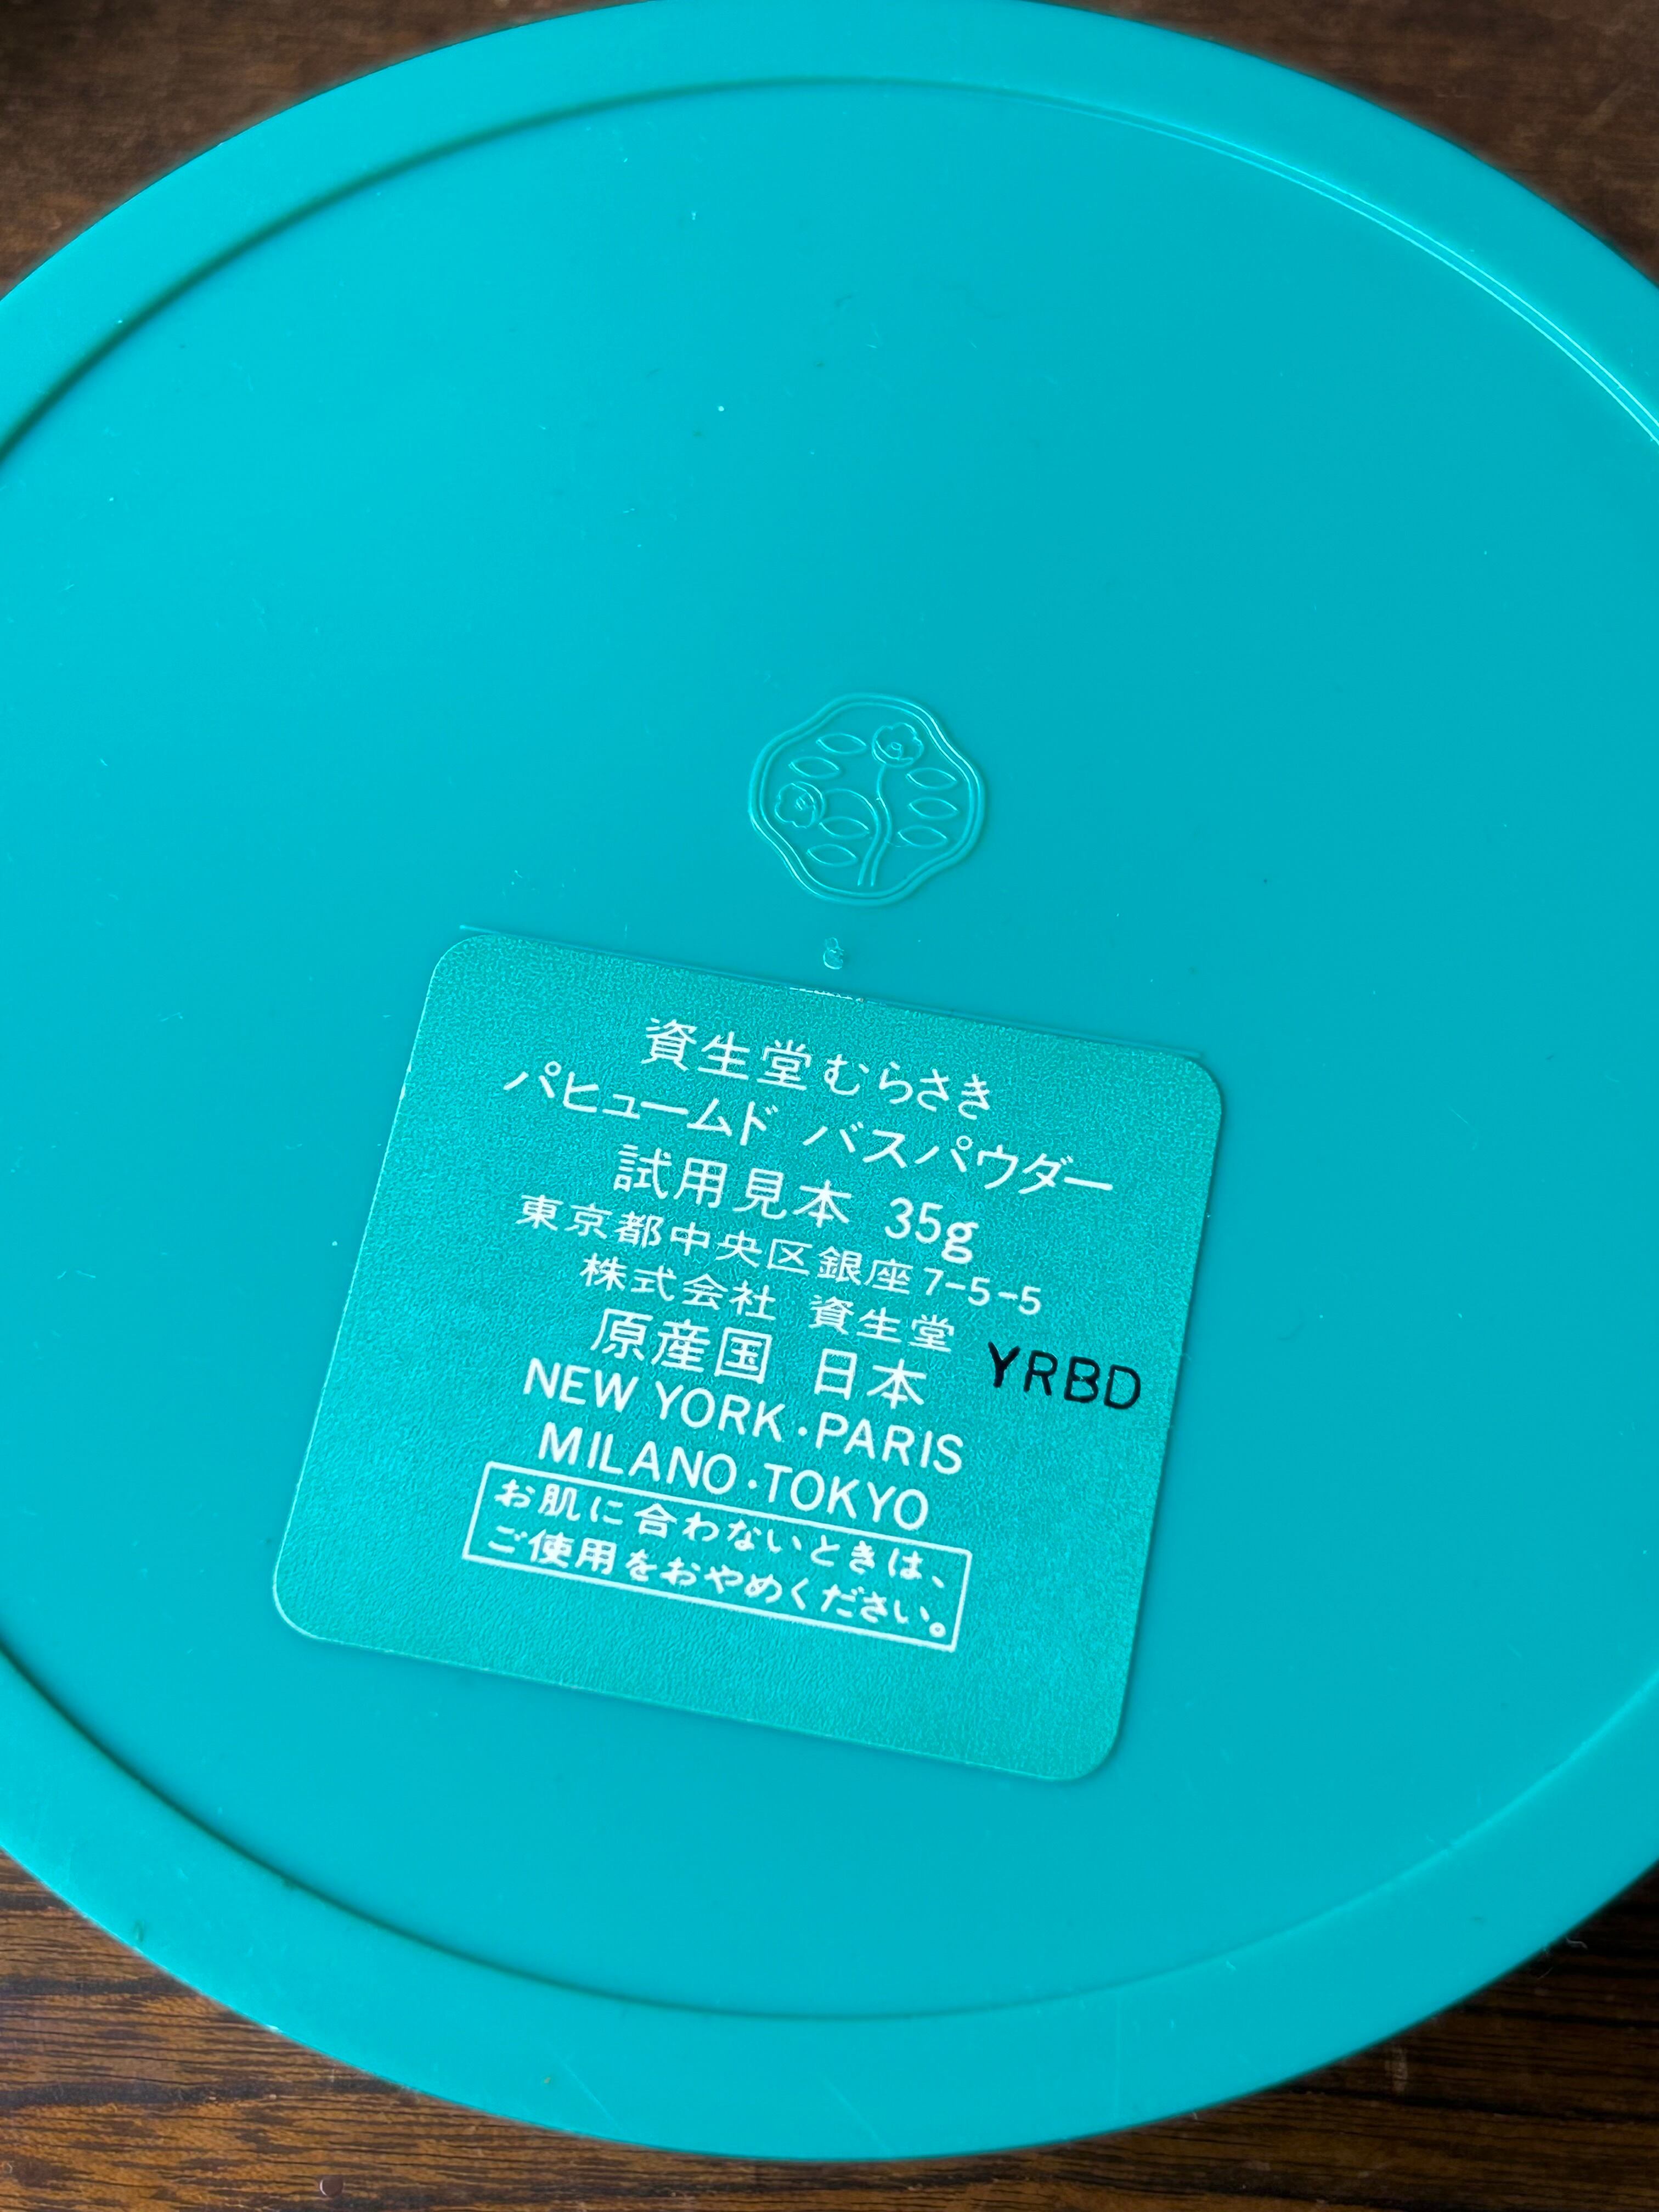 資生堂むらさき
パヒュームド バスパウダー
試用見本 35g
東京都中央区銀座7-5-5
株式会社 資生堂
原産国 日本 YRBD
NEW YORK・PARIS
MILANO・TOKYO
お肌に合わないときは、
ご使用をおやめください。